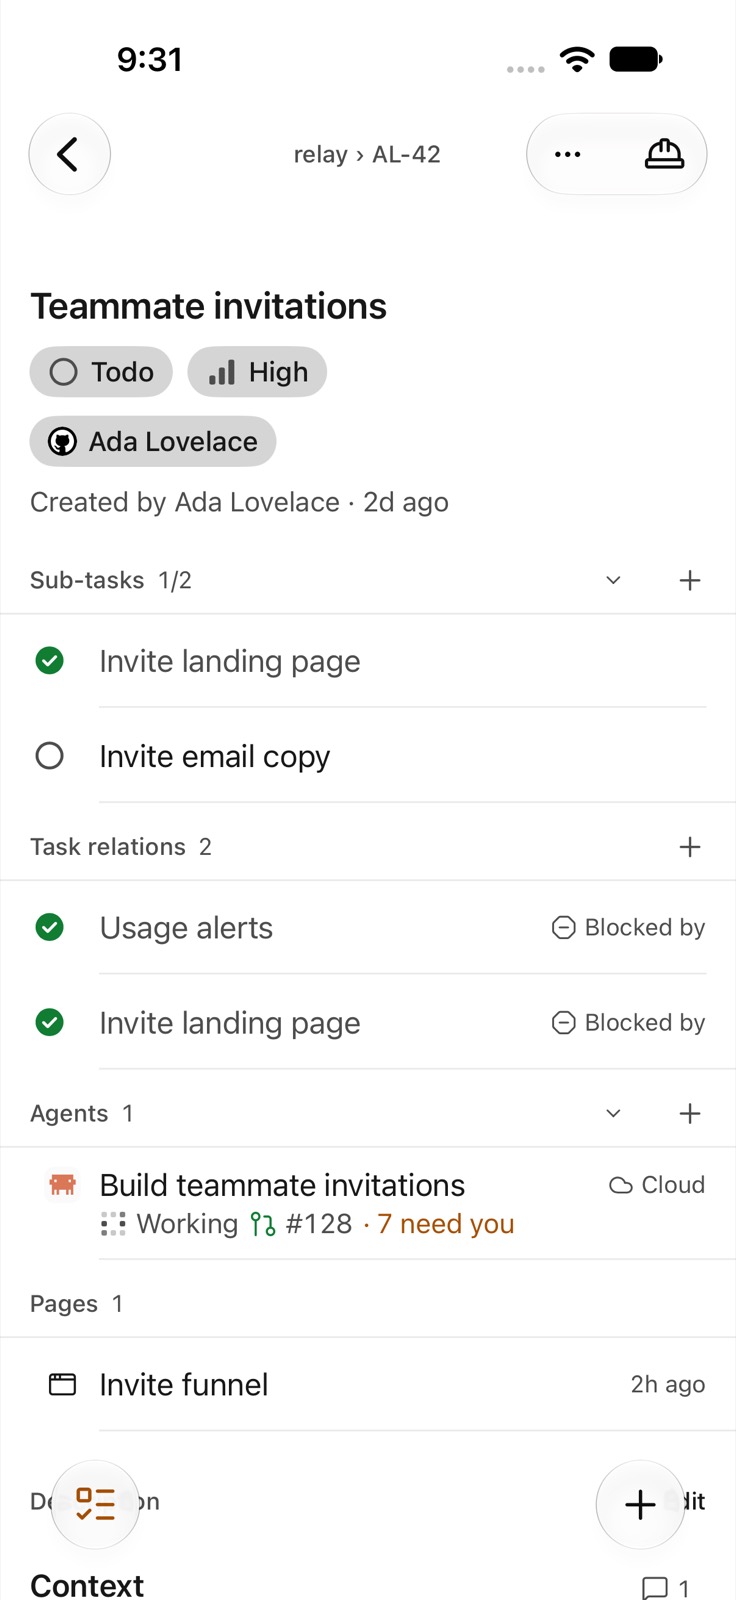 9:31
relay › AL-42
Teammate invitations
Todo
High
Ada Lovelace
Created by Ada Lovelace · 2d ago
Sub-tasks 1/2
Invite landing page
Invite email copy
Task relations 2
Usage alerts
Blocked by
Invite landing page
Blocked by
Agents 1
Build teammate invitations
Cloud
Working #128 · 7 need you
Pages 1
Invite funnel
2h ago
Context
1